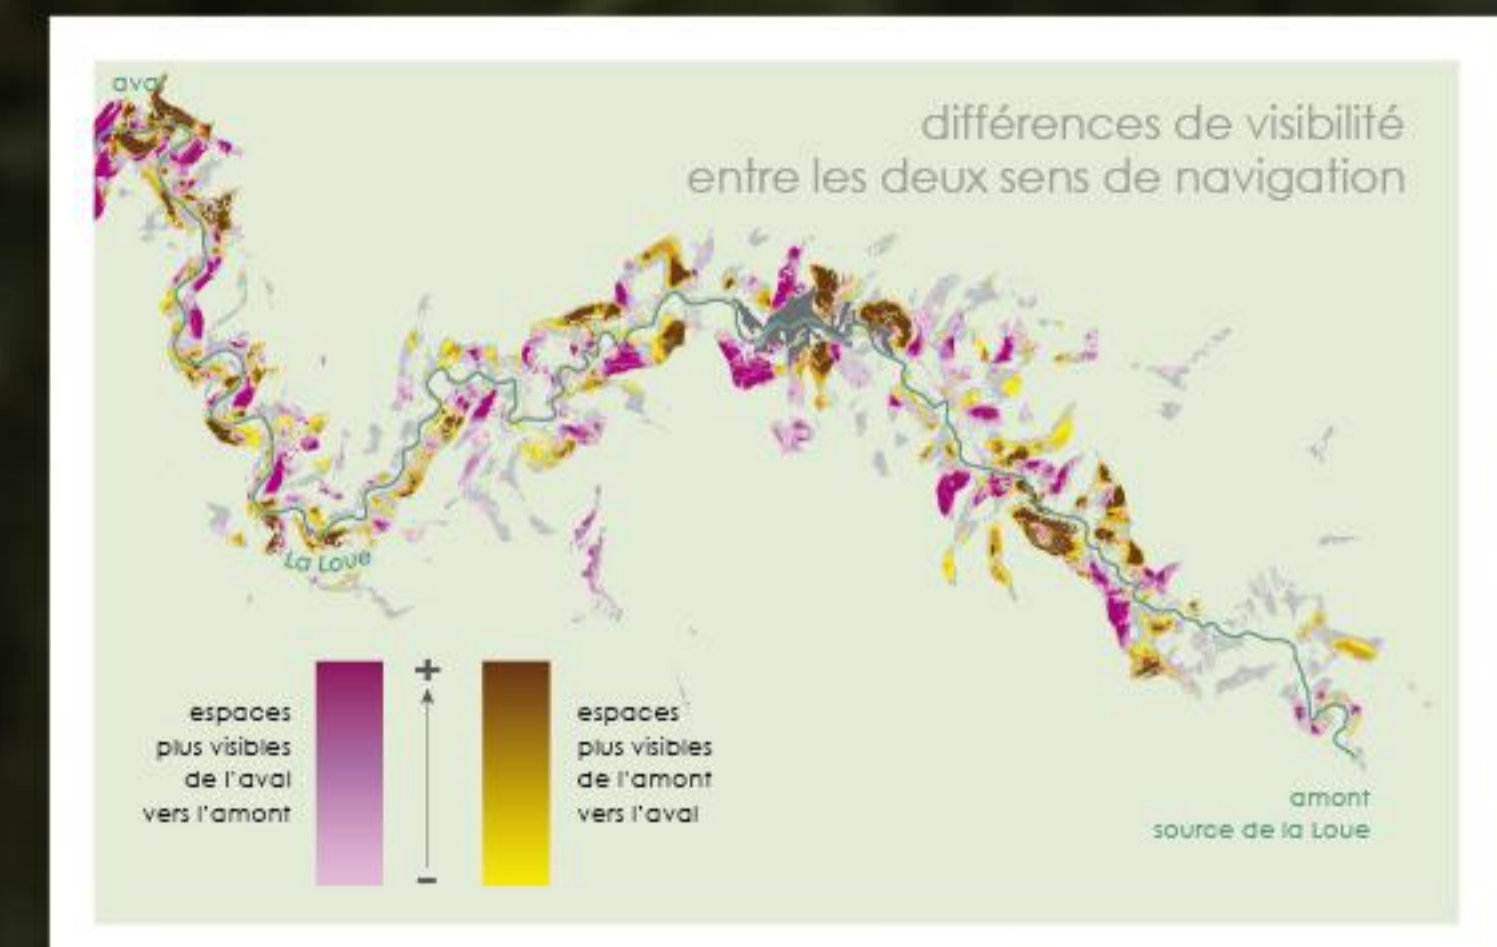 aval
différences de visibilité
entre les deux sens de navigation
La Loue
+
espaces
plus visibles
de l'aval
vers l'amont
espaces
plus visibles
de l'amont
vers l'aval
-
amont
source de la Loue